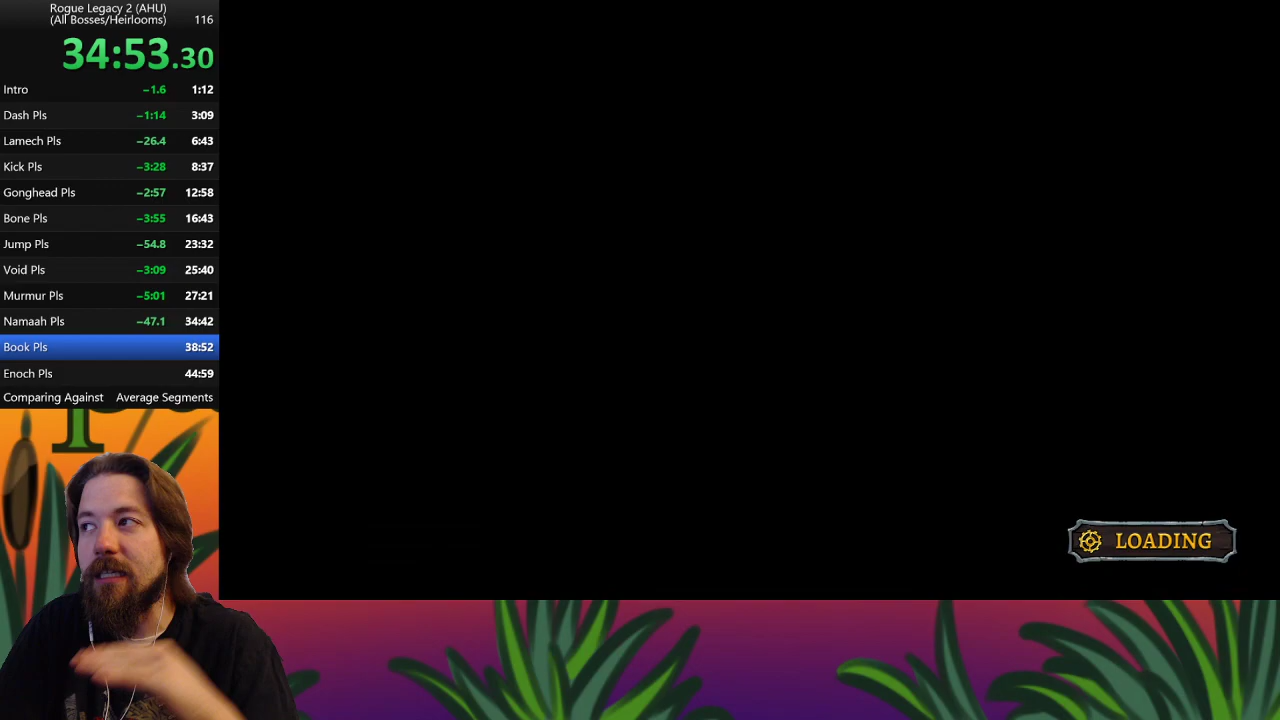 Rogue Legacy 2 (AHU)
(All Bosses/Heirlooms) 116
34:53.30
Intro -1.6 1:12
Dash Pls -1:14 3:09
Lamech Pls -26.4 6:43
Kick Pls -3:28 8:37
Gonghead Pls -2:57 12:58
Bone Pls -3:55 16:43
Jump Pls -54.8 23:32
Void Pls -3:09 25:40
Murmur Pls -5:01 27:21
Namaah Pls -47.1 34:42
Book Pls 38:52
Enoch Pls 44:59
Comparing Against Average Segments
LOADING